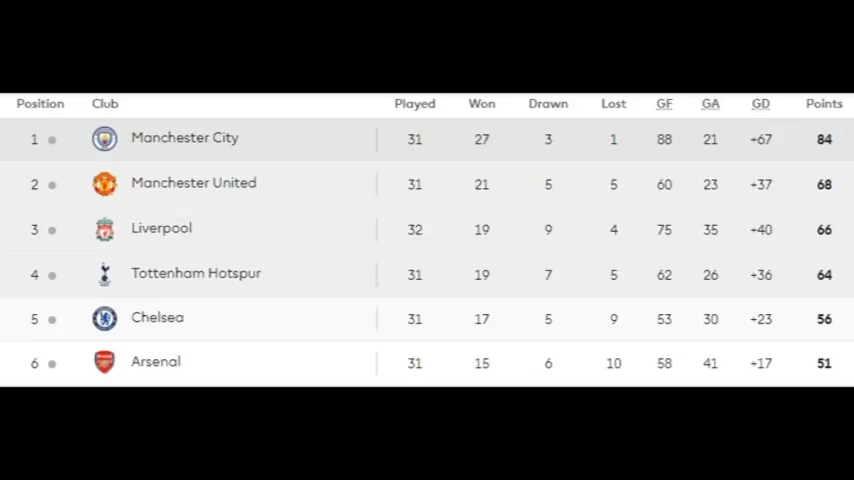 Position Club Played Won Drawn Lost GF GA GD Points
1 Manchester City 31 27 3 1 88 21 +67 84
2 Manchester United 31 21 5 5 60 23 +37 68
3 Liverpool 32 19 9 4 75 35 +40 66
4 Tottenham Hotspur 31 19 7 5 62 26 +36 64
5 Chelsea 31 17 5 9 53 30 +23 56
6 Arsenal 31 15 6 10 58 41 +17 51